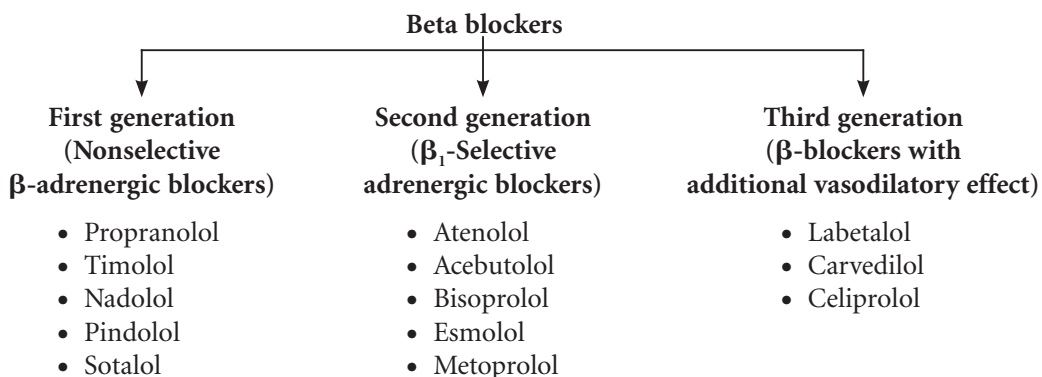 Beta blockers
First generation
(Nonselective
β-adrenergic blockers)
• Propranolol
• Timolol
• Nadolol
• Pindolol
• Sotalol
Second generation
(β₁-Selective
adrenergic blockers)
• Atenolol
• Acebutolol
• Bisoprolol
• Esmolol
• Metoprolol
Third generation
(β-blockers with
additional vasodilatory effect)
• Labetalol
• Carvedilol
• Celiprolol